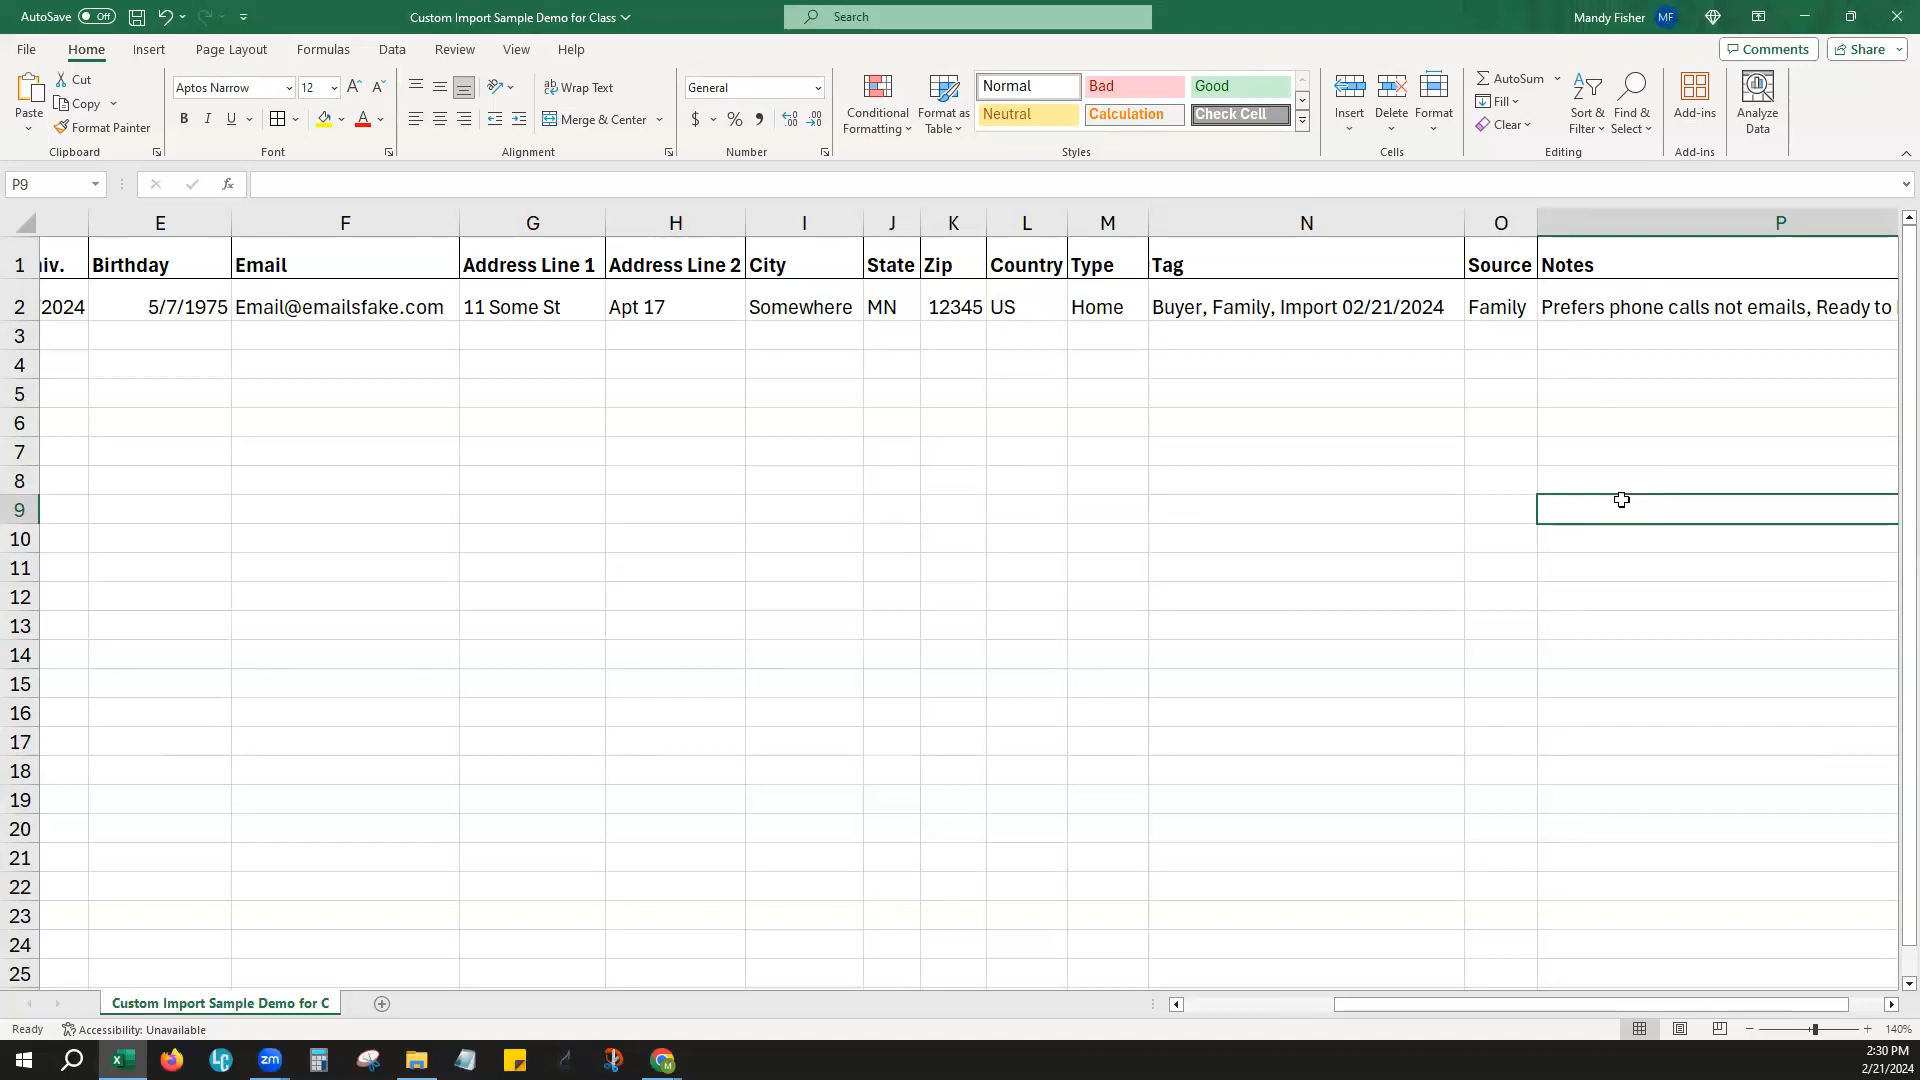 AutoSave Off Custom Import Sample Demo for Class Search Mandy Fisher MF
File Home Insert Page Layout Formulas Data Review View Help Comments Share
Paste
Cut
Copy
Format Painter
Clipboard
Aptos Narrow 12 A A
B I U A
Font
ab Wrap Text
Merge & Center
Alignment
General
$ % 9
Number
Conditional Formatting
Format as Table
Normal Bad Good
Neutral Calculation Check Cell
Styles
Insert Delete Format
Cells
AutoSum
Fill
Clear
Sort & Filter
Find & Select
Editing
Add-ins
Add-ins
Analyze Data
P9 fx
E F G H I J K L M N O P
1 iv. Birthday Email Address Line 1 Address Line 2 City State Zip Country Type Tag Source Notes
2 /2024 5/7/1975 Email@emailsfake.com 11 Some St Apt 17 Somewhere MN 12345 US Home Buyer, Family, Import 02/21/2024 Family Prefers phone calls not emails, Ready to
3
4
5
6
7
8
9
10
11
12
13
14
15
16
17
18
19
20
21
22
23
24
25
Custom Import Sample Demo for C
Ready Accessibility: Unavailable 140%
LC zm M
2:30 PM
2/21/2024